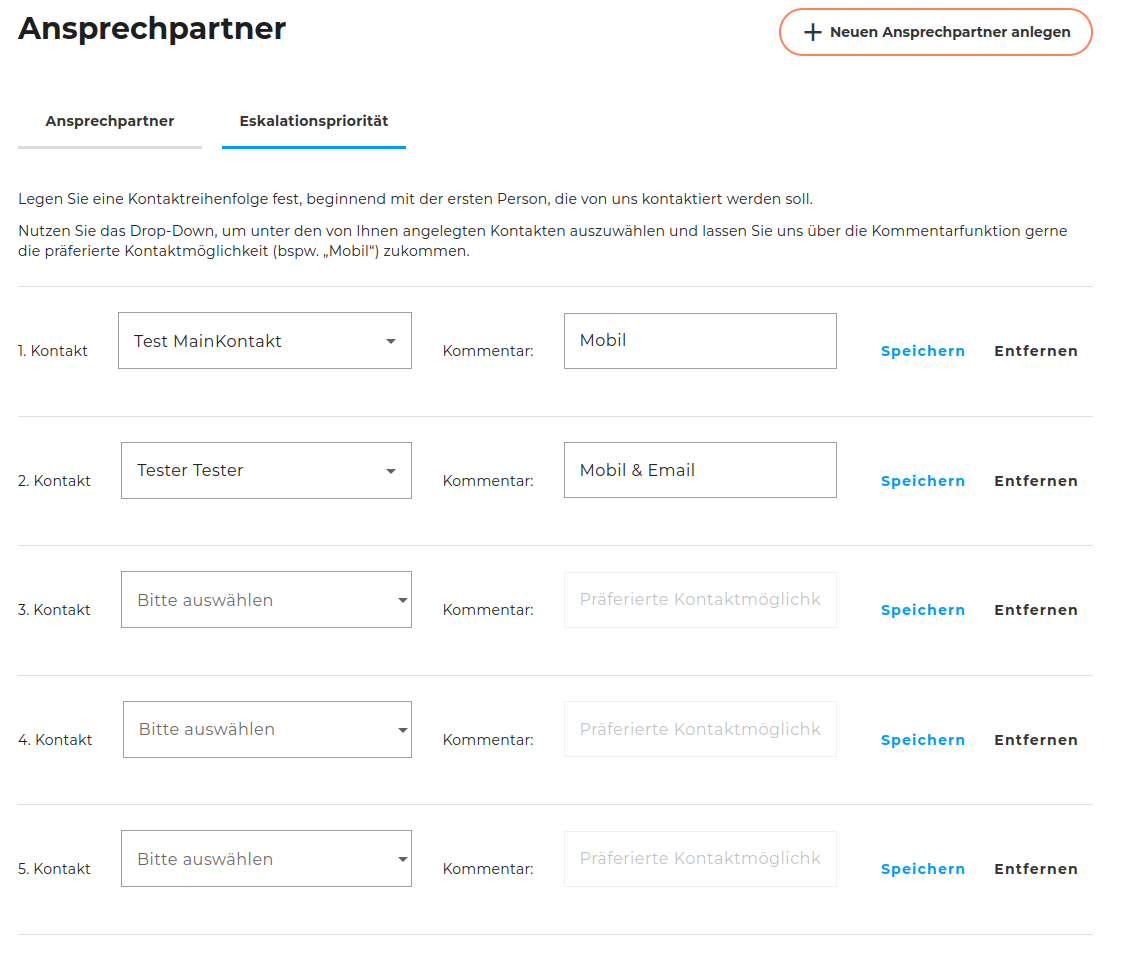 Ansprechpartner
Neuen Ansprechpartner anlegen
Ansprechpartner
Eskalationspriorität
Legen Sie eine Kontaktreihenfolge fest, beginnend mit der ersten Person, die von uns kontaktiert werden soll.
Nutzen Sie das Drop-Down, um unter den von Ihnen angelegten Kontakten auszuwählen und lassen Sie uns über die Kommentarfunktion gerne
die präferierte Kontaktmöglichkeit (bspw. „Mobil“) zukommen.
1. Kontakt Test MainKontakt Kommentar: Mobil Speichern Entfernen
2. Kontakt Tester Tester Kommentar: Mobil & Email Speichern Entfernen
3. Kontakt Bitte auswählen Kommentar: Präferierte Kontaktmöglichk Speichern Entfernen
4. Kontakt Bitte auswählen Kommentar: Präferierte Kontaktmöglichk Speichern Entfernen
5. Kontakt Bitte auswählen Kommentar: Präferierte Kontaktmöglichk Speichern Entfernen